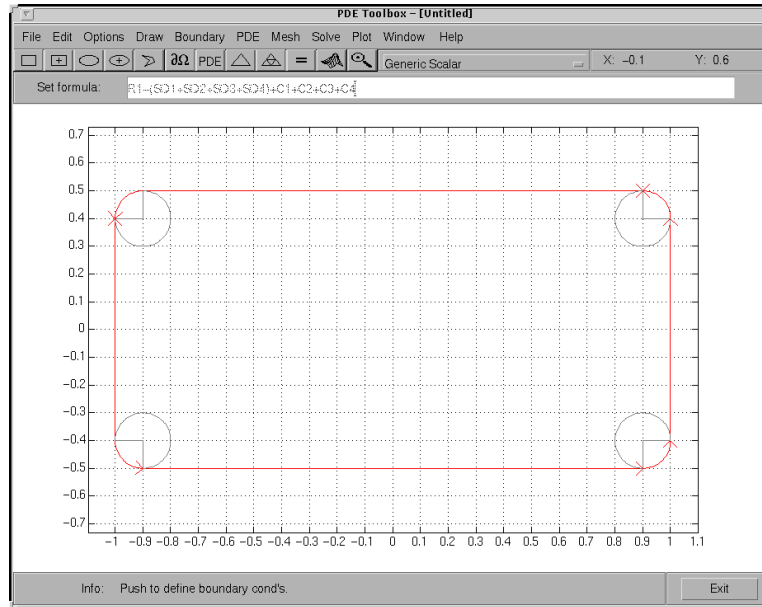 PDE Toolbox – [Untitled]
File Edit Options Draw Boundary PDE Mesh Solve Plot Window Help
∂Ω PDE = Generic Scalar X: −0.1 Y: 0.6
Set formula: R1−(SQ1+SQ2+SQ3+SQ4)+C1+C2+C3+C4
0.7
0.6
0.5
0.4
0.3
0.2
0.1
0
−0.1
−0.2
−0.3
−0.4
−0.5
−0.6
−0.7
−1 −0.9 −0.8 −0.7 −0.6 −0.5 −0.4 −0.3 −0.2 −0.1 0 0.1 0.2 0.3 0.4 0.5 0.6 0.7 0.8 0.9 1 1.1
Info: Push to define boundary cond's. Exit